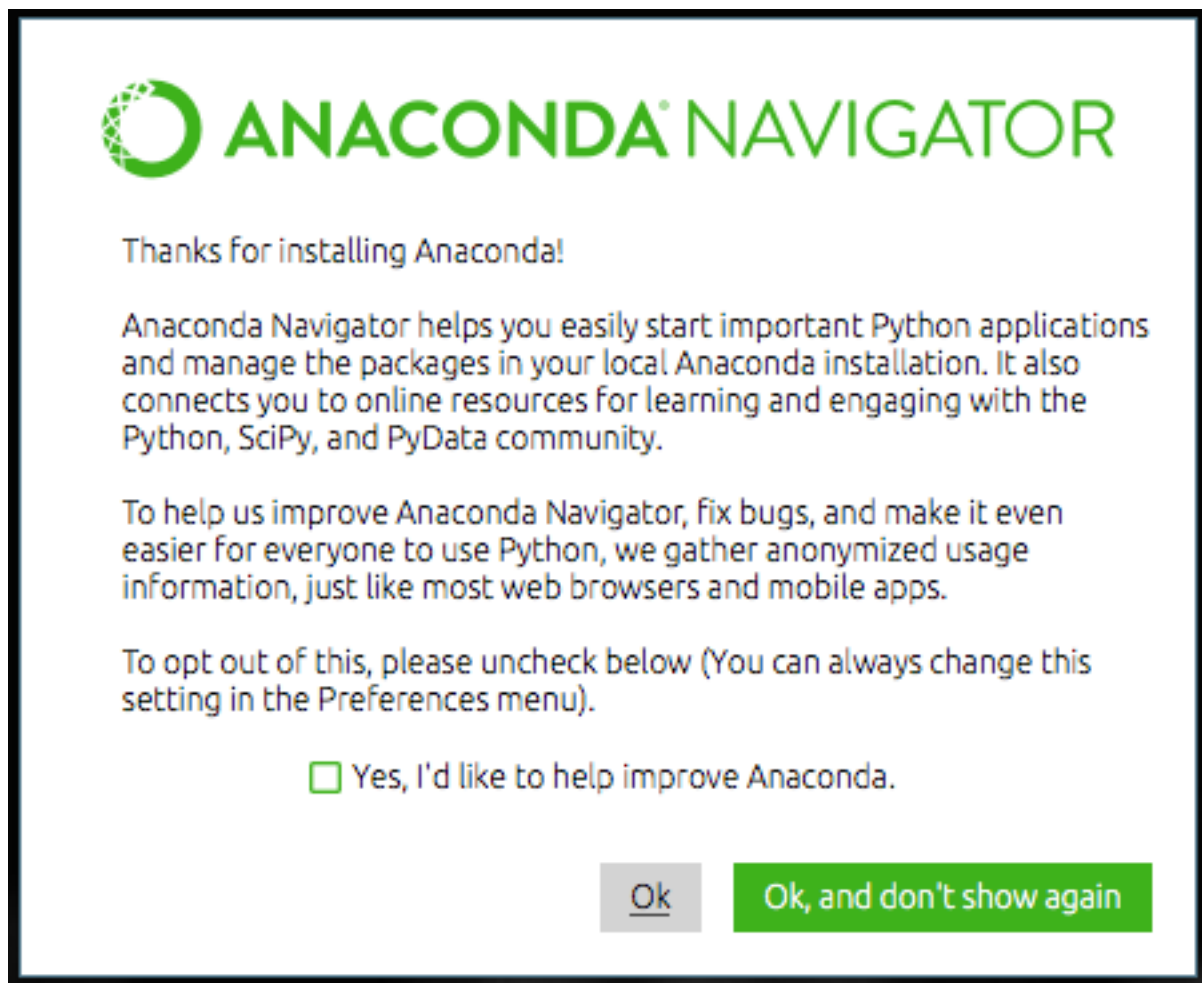 ANACONDA NAVIGATOR
Thanks for installing Anaconda!
Anaconda Navigator helps you easily start important Python applications
and manage the packages in your local Anaconda installation. It also
connects you to online resources for learning and engaging with the
Python, SciPy, and PyData community.
To help us improve Anaconda Navigator, fix bugs, and make it even
easier for everyone to use Python, we gather anonymized usage
information, just like most web browsers and mobile apps.
To opt out of this, please uncheck below (You can always change this
setting in the Preferences menu).
Yes, I'd like to help improve Anaconda.
Ok
Ok, and don't show again